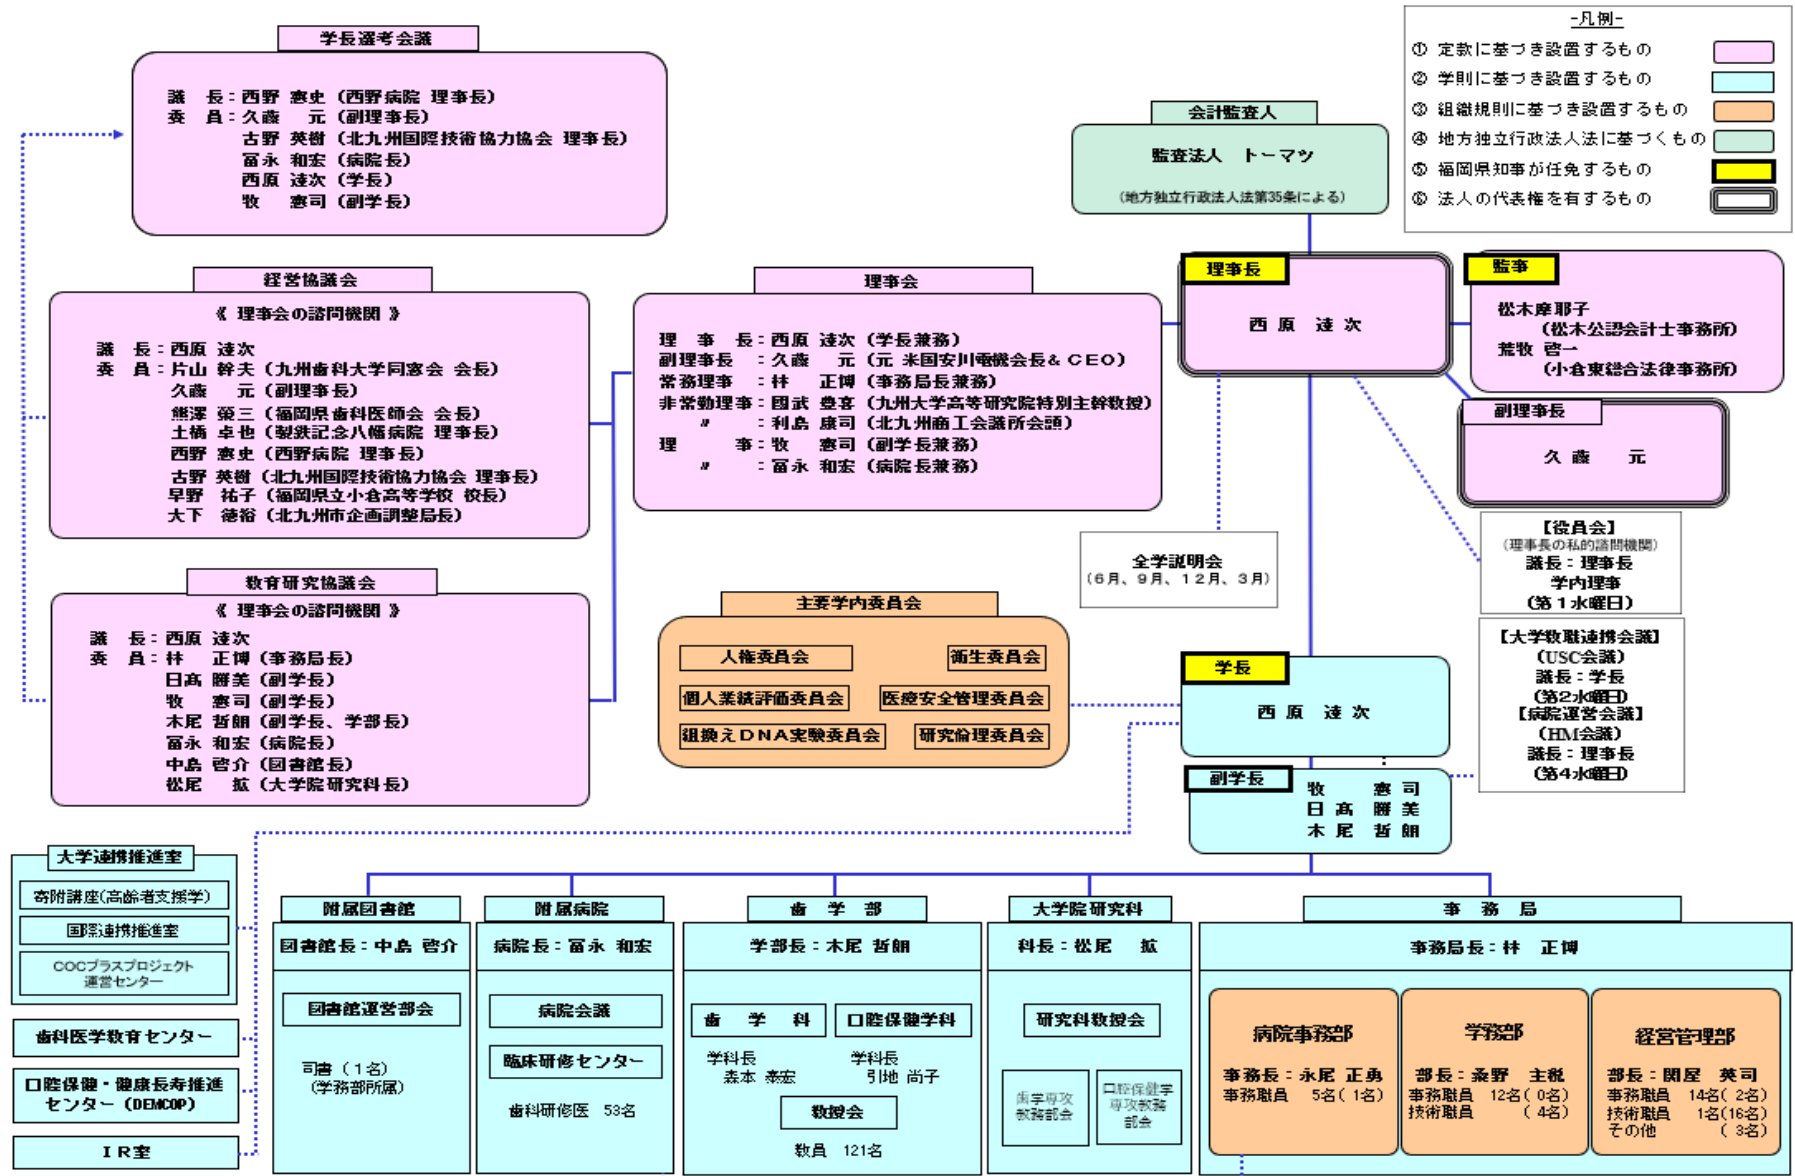 学長選考会議
議　長：西野 憲史（西野病院 理事長）
委　員：久藤　元（副理事長）
古野 英樹（北九州国際技術協力協会 理事長）
冨永 和宏（病院長）
西原 達次（学長）
牧　憲司（副学長）
-凡例-
① 定款に基づき設置するもの
② 学則に基づき設置するもの
③ 組織規則に基づき設置するもの
④ 地方独立行政法人法に基づくもの
⑤ 福岡県知事が任免するもの
⑥ 法人の代表権を有するもの
会計監査人
監査法人　トーマツ
（地方独立行政法人法第35条による）
経営協議会
《 理事会の諮問機関 》
議　長：西原 達次
委　員：片山 幹夫（九州歯科大学同窓会 会長）
久藤　元（副理事長）
熊澤 榮三（福岡県歯科医師会 会長）
土橋 卓也（製鉄記念八幡病院 理事長）
西野 憲史（西野病院 理事長）
古野 英樹（北九州国際技術協力協会 理事長）
早野 祐子（福岡県立小倉高等学校 校長）
大下 徳裕（北九州市企画調整局長）
理事会
理　事　長：西原 達次（学長兼務）
副理事長　：久藤　元（元 米国安川電機会長＆ＣＥＯ）
常務理事　：林　正博（事務局長兼務）
非常勤理事：國武 豊喜（九州大学高等研究院特別主幹教授）
〃　：利島 康司（北九州商工会議所会頭）
理　　事：牧　憲司（副学長兼務）
〃　：冨永 和宏（病院長兼務）
理事長
西 原　達 次
監事
松木摩耶子
（松木公認会計士事務所）
荒牧 啓一
（小倉東総合法律事務所）
副理事長
久 藤　元
教育研究協議会
《 理事会の諮問機関 》
議　長：西原 達次
委　員：林　正博（事務局長）
日髙 勝美（副学長）
牧　憲司（副学長）
木尾 哲朗（副学長、学部長）
冨永 和宏（病院長）
中島 啓介（図書館長）
松尾　拡（大学院研究科長）
全学説明会
（６月、９月、１２月、３月）
【役員会】
（理事長の私的諮問機関）
議長：理事長
学内理事
（第１水曜日）
【大学教職連携会議】
（USC会議）
議長：学長
（第2水曜日）
【病院運営会議】
（HM会議）
議長：理事長
（第4水曜日）
主要学内委員会
人権委員会
衛生委員会
個人業績評価委員会
医療安全管理委員会
組換えＤＮＡ実験委員会
研究倫理委員会
学長
西 原　達 次
副学長
牧　憲 司
日 髙　勝 美
木 尾　哲 朗
大学連携推進室
寄附講座(高齢者支援学)
国際連携推進室
COCプラスプロジェクト
運営センター
歯科医学教育センター
口腔保健・健康長寿推進
センター（DEMCOP）
ＩＲ室
附属図書館
図書館長：中島 啓介
図書館運営部会
司書（１名）
（学務部所属）
附属病院
病院長：冨永 和宏
病院会議
臨床研修センター
歯科研修医　53名
歯　学　部
学部長：木尾 哲朗
歯　学　科
口腔保健学科
学科長
森本 泰宏
学科長
引地 尚子
教授会
教員　121名
大学院研究科
科長：松尾　拡
研究科教授会
歯学専攻
教務部会
口腔保健学
専攻教務
部会
事　務　局
事務局長：林　正博
病院事務部
事務長：永尾 正勇
事務職員　5名( 1名)
学務部
部長：桑野　主税
事務職員　12名( 0名)
技術職員　( 4名)
経営管理部
部長：関屋　英司
事務職員　14名( 2名)
技術職員　1名(16名)
その他　( 3名)